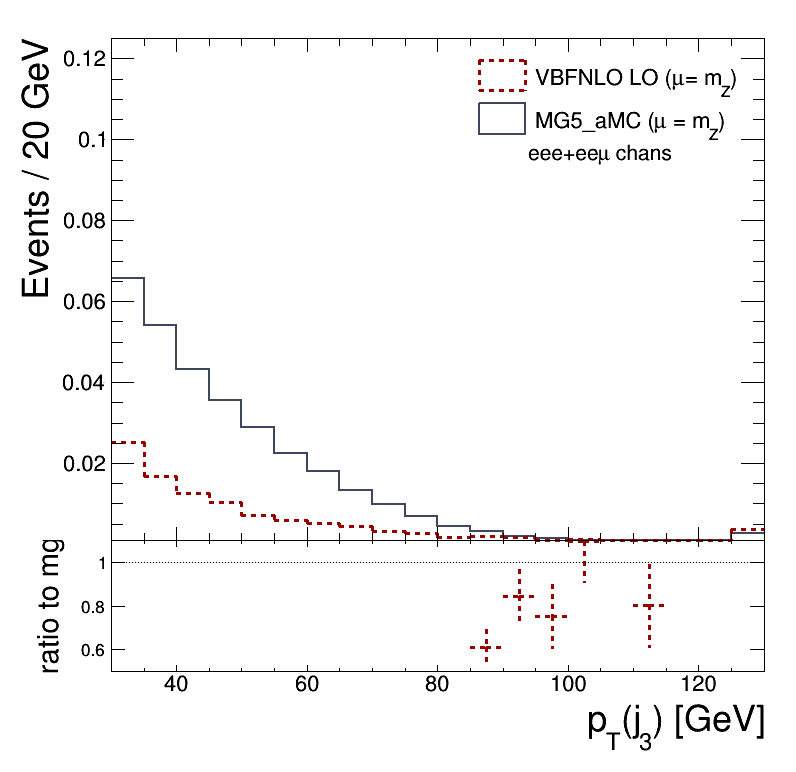 Events / 20 GeV
0.12
0.1
0.08
0.06
0.04
0.02
VBFNLO LO (μ= m_Z)
MG5_aMC (μ = m_Z)
eee+eeμ chans
ratio to mg
1
0.8
0.6
40 60 80 100 120
p_T(j_3) [GeV]